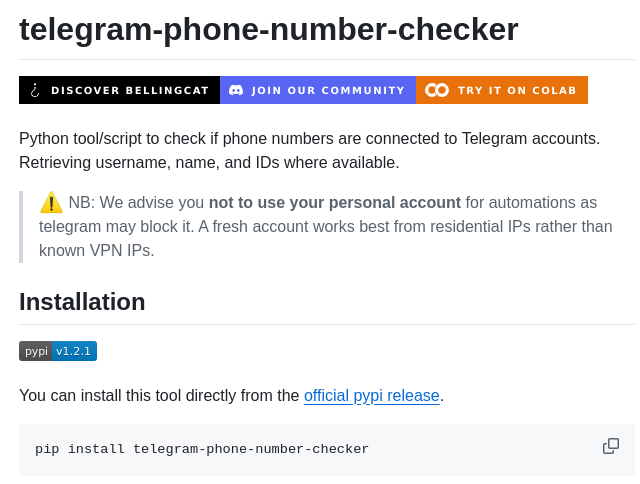 telegram-phone-number-checker
DISCOVER BELLINGCAT JOIN OUR COMMUNITY TRY IT ON COLAB
Python tool/script to check if phone numbers are connected to Telegram accounts.
Retrieving username, name, and IDs where available.
⚠️ NB: We advise you not to use your personal account for automations as
telegram may block it. A fresh account works best from residential IPs rather than
known VPN IPs.
Installation
pypi v1.2.1
You can install this tool directly from the official pypi release.
pip install telegram-phone-number-checker